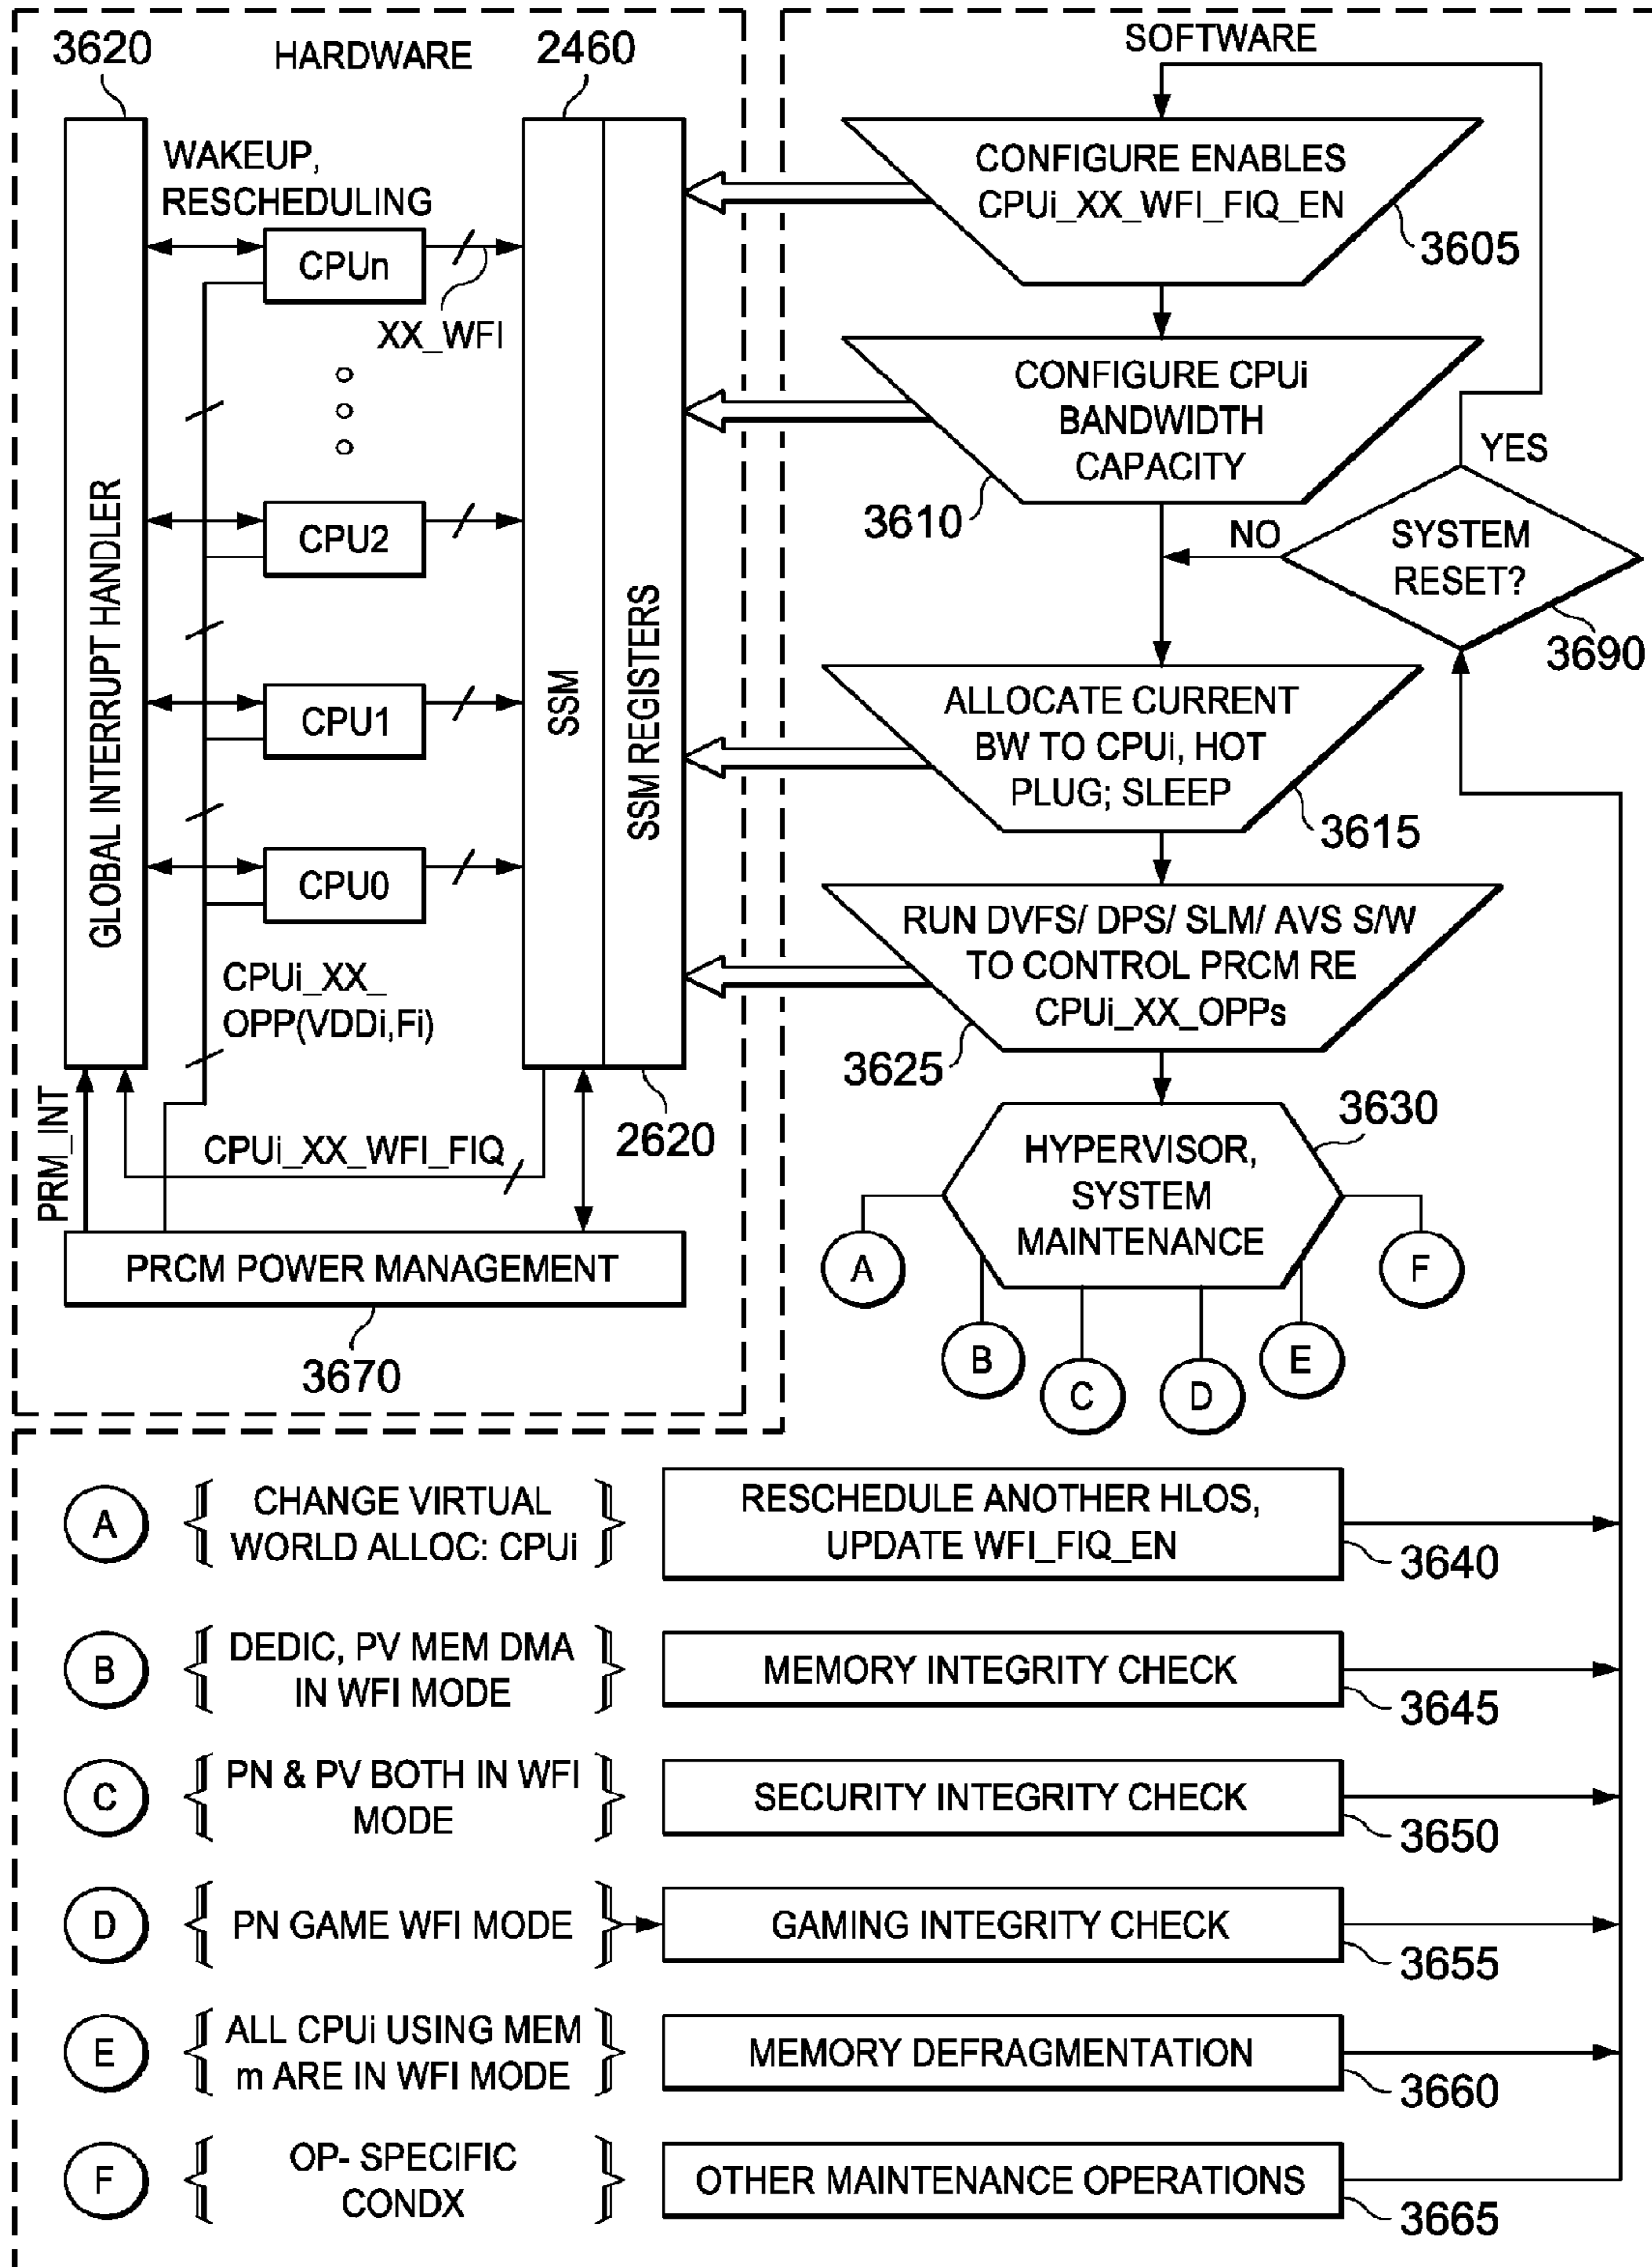 3620
HARDWARE
2460
WAKEUP,
RESCHEDULING
CPUn
XX_WFI
CPU2
CPU1
CPU0
GLOBAL INTERRUPT HANDLER
SSM
SSM REGISTERS
CPUi_XX_
OPP(VDDi,Fi)
PRM_INT
CPUi_XX_WFI_FIQ
2620
PRCM POWER MANAGEMENT
3670
SOFTWARE
CONFIGURE ENABLES
CPUi_XX_WFI_FIQ_EN
3605
CONFIGURE CPUi
BANDWIDTH
CAPACITY
3610
YES
NO
SYSTEM
RESET?
3690
ALLOCATE CURRENT
BW TO CPUi, HOT
PLUG; SLEEP
3615
RUN DVFS/ DPS/ SLM/ AVS S/W
TO CONTROL PRCM RE
CPUi_XX_OPPs
3625
3630
HYPERVISOR,
SYSTEM
MAINTENANCE
A
B
C
D
E
F
A
CHANGE VIRTUAL
WORLD ALLOC: CPUi
RESCHEDULE ANOTHER HLOS,
UPDATE WFI_FIQ_EN
3640
B
DEDIC, PV MEM DMA
IN WFI MODE
MEMORY INTEGRITY CHECK
3645
C
PN & PV BOTH IN WFI
MODE
SECURITY INTEGRITY CHECK
3650
D
PN GAME WFI MODE
GAMING INTEGRITY CHECK
3655
E
ALL CPUi USING MEM
m ARE IN WFI MODE
MEMORY DEFRAGMENTATION
3660
F
OP- SPECIFIC
CONDX
OTHER MAINTENANCE OPERATIONS
3665